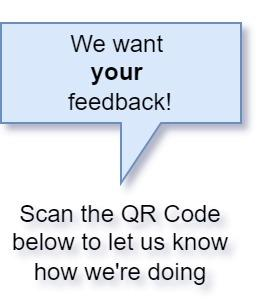 We want
your
feedback!
Scan the QR Code
below to let us know
how we're doing